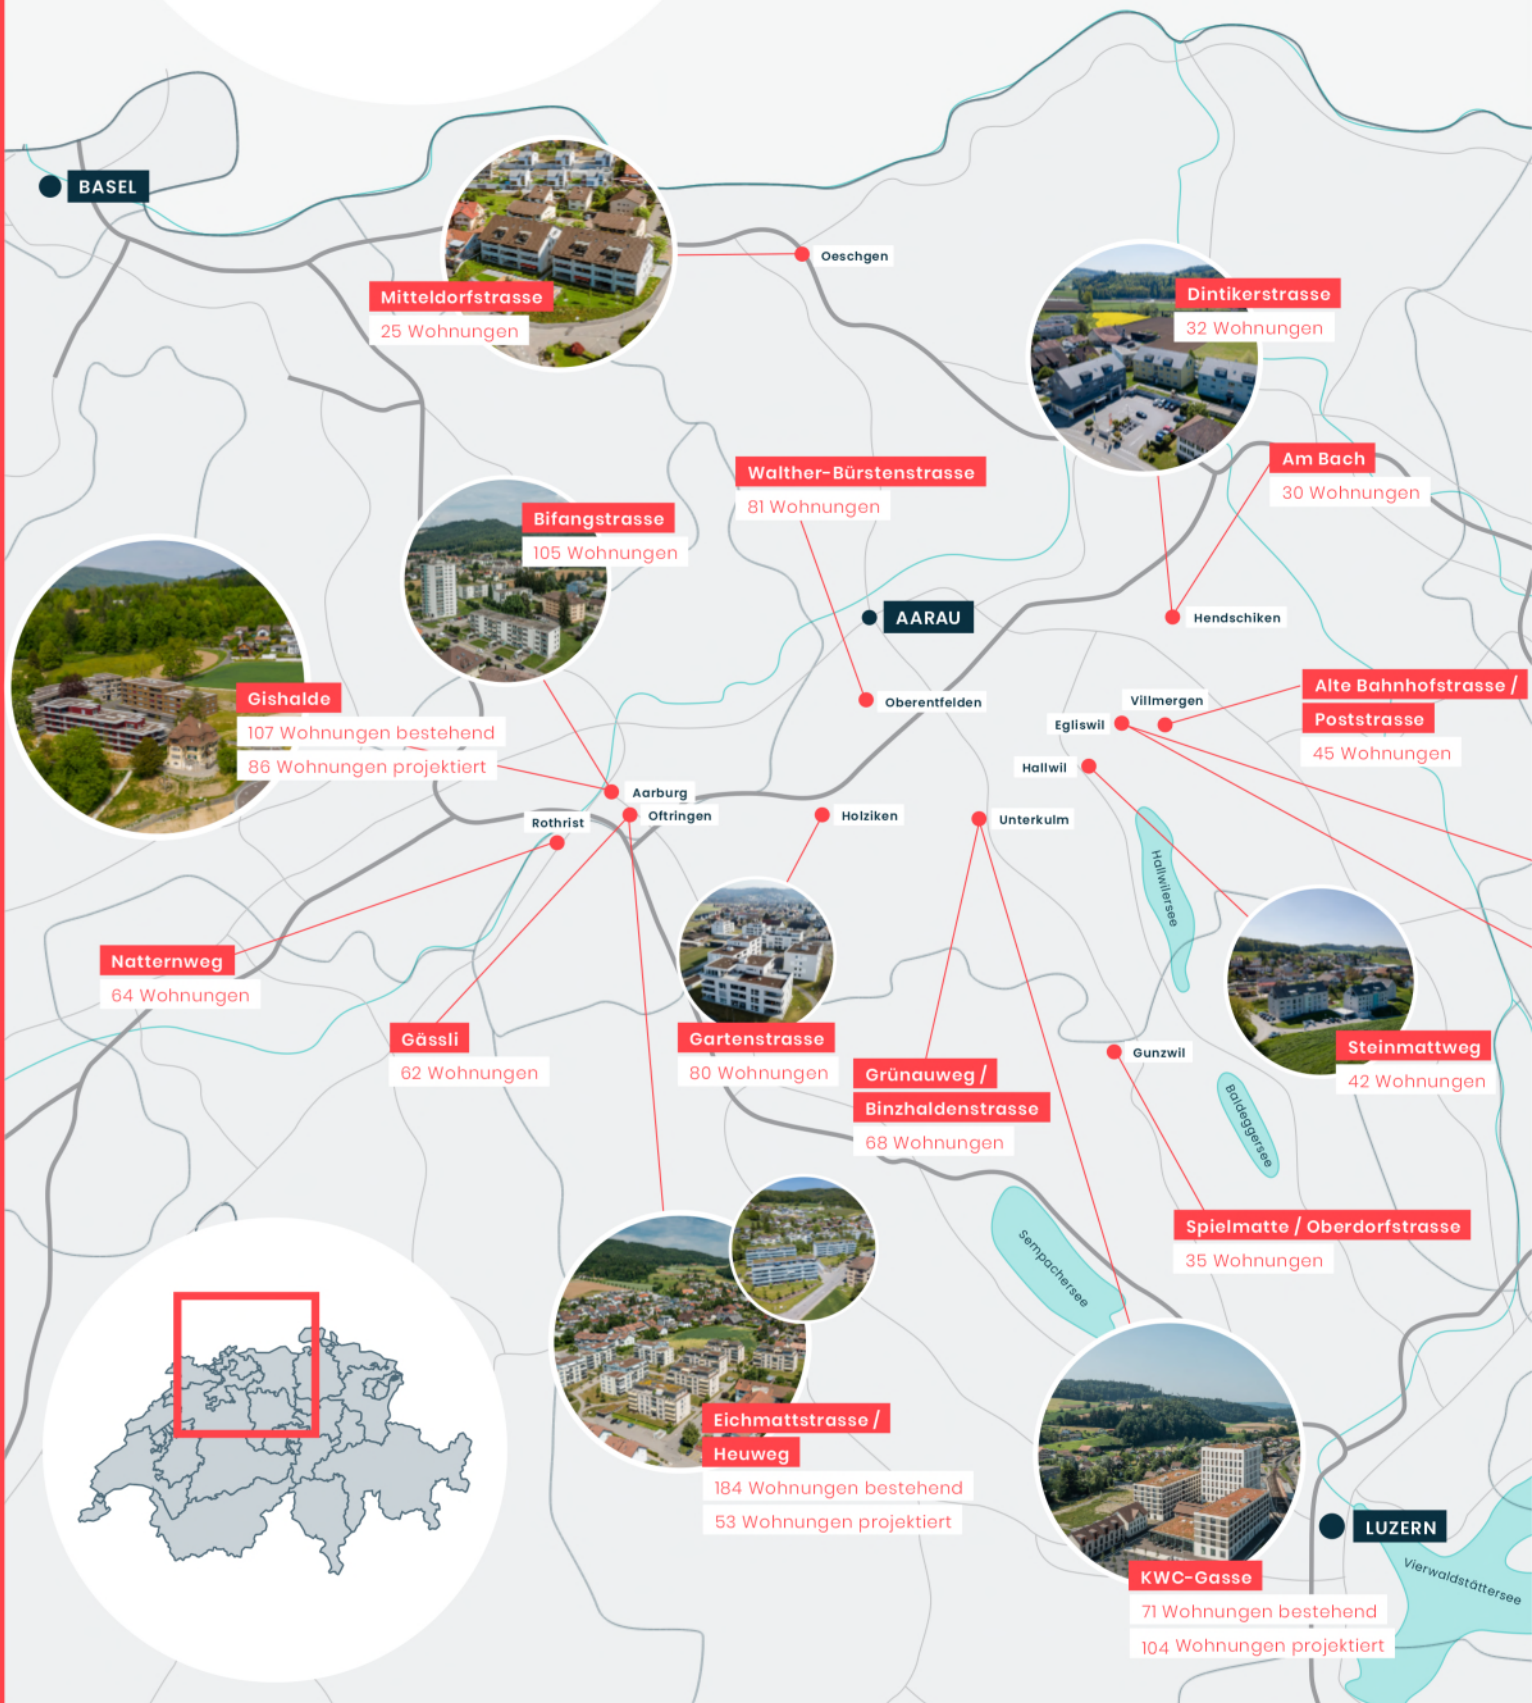 BASEL
Oeschgen
Mitteldorfstrasse
25 Wohnungen
Dintikerstrasse
32 Wohnungen
Am Bach
30 Wohnungen
Walther-Bürstenstrasse
81 Wohnungen
Bifangstrasse
105 Wohnungen
AARAU
Hendschiken
Gishalde
107 Wohnungen bestehend
86 Wohnungen projektiert
Oberentfelden
Villmergen
Egliswil
Alte Bahnhofstrasse /
Poststrasse
45 Wohnungen
Hallwil
Aarburg
Oftringen
Rothrist
Holziken
Unterkulm
Hallwilersee
Natternweg
64 Wohnungen
Gässli
62 Wohnungen
Gartenstrasse
80 Wohnungen
Grünauweg /
Binzhaldenstrasse
68 Wohnungen
Gunzwil
Steinmattweg
42 Wohnungen
Baldeggersee
Spielmatte / Oberdorfstrasse
35 Wohnungen
Sempachersee
Eichmattstrasse /
Heuweg
184 Wohnungen bestehend
53 Wohnungen projektiert
LUZERN
Vierwaldstättersee
KWC-Gasse
71 Wohnungen bestehend
104 Wohnungen projektiert